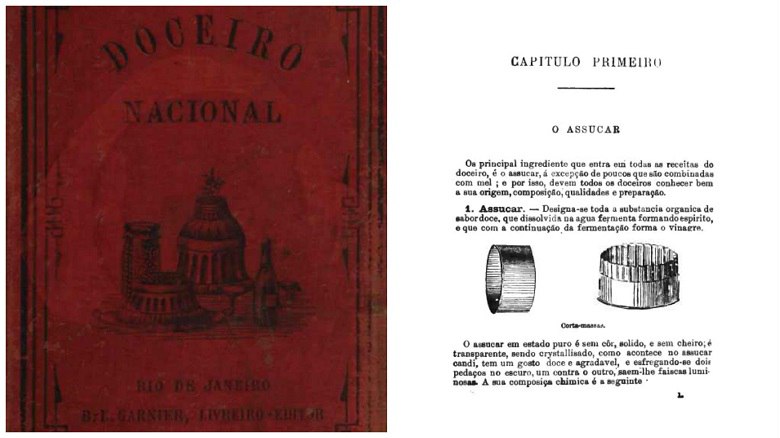 DOCEIRO
NACIONAL
RIO DE JANEIRO
B. L. GARNIER, LIVREIRO-EDITOR
CAPITULO PRIMEIRO
O ASSUCAR
Os principal ingrediente que entra em todas as receitas do
doceiro, é o assucar, á excepção de poucos que são combinadas
com mel ; e por isso, devem todos os doceiros conhecer bem
a sua origem, composição, qualidades e preparação.
1. Assucar. — Designa-se toda a substancia organica de
sabor doce, que dissolvida na agua fermenta formando espirito,
e que com a continuação da fermentação forma o vinagre.
Corta-massas.
O assucar em estado puro é sem côr, solido, e sem cheiro; é
transparente, sendo crystallisado, como acontece no assucar
candi, tem um gosto doce e agradavel, e esfregando-se dois
pedaços no escuro, um contra o outro, saem-lhe faiscas lumi-
nosas. A sua composiça chimica é a seguinte
1.